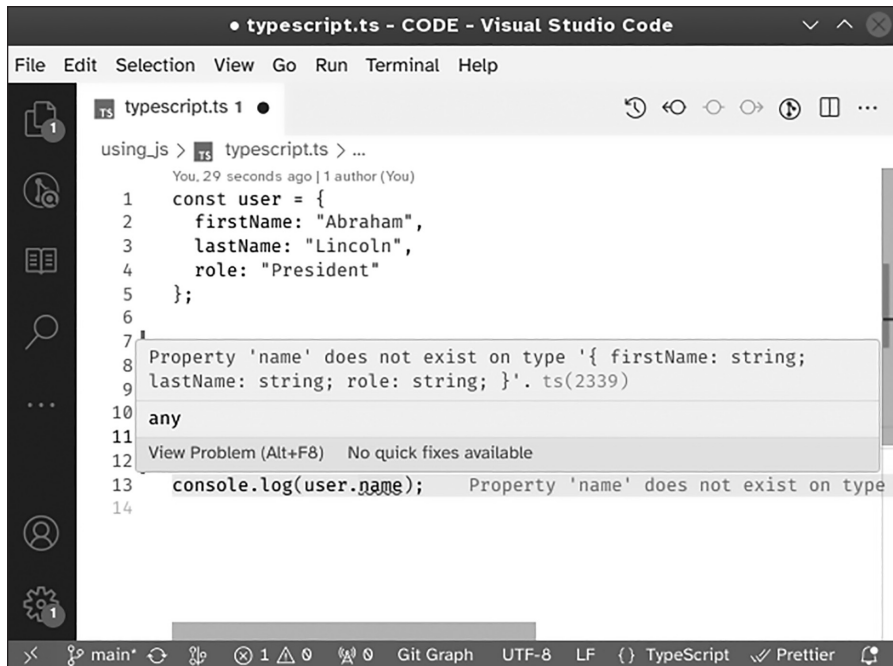 ● typescript.ts - CODE - Visual Studio Code
File Edit Selection View Go Run Terminal Help
TS typescript.ts 1 ●
1
using_js > TS typescript.ts > ...
You, 29 seconds ago | 1 author (You)
1 const user = {
2 firstName: "Abraham",
3 lastName: "Lincoln",
4 role: "President"
5 };
6
7
8 Property 'name' does not exist on type '{ firstName: string;
9 lastName: string; role: string; }'. ts(2339)
10 any
11
12 View Problem (Alt+F8) No quick fixes available
13 console.log(user.name); Property 'name' does not exist on type
14
1
main* 1 0 0 Git Graph UTF-8 LF {} TypeScript Prettier